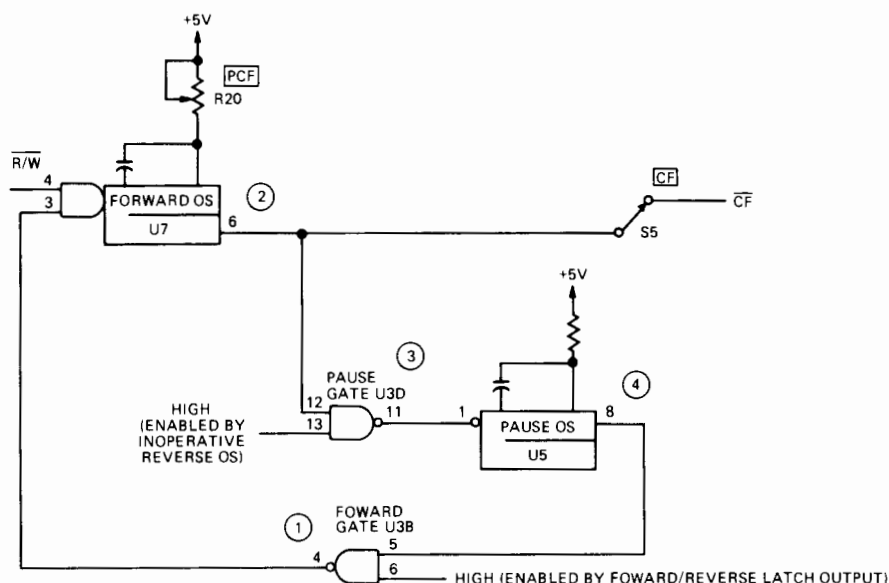 +5V
PCF
R20
R/W
4
3
FORWARD OS
U7
2
6
CF
CF
S5
+5V
3
PAUSE
GATE U3D
4
HIGH
(ENABLED BY
INOPERATIVE
REVERSE OS)
12
13
11
1
PAUSE OS
U5
8
FOWARD
GATE U3B
1
4
5
6
HIGH (ENABLED BY FOWARD/REVERSE LATCH OUTPUT)